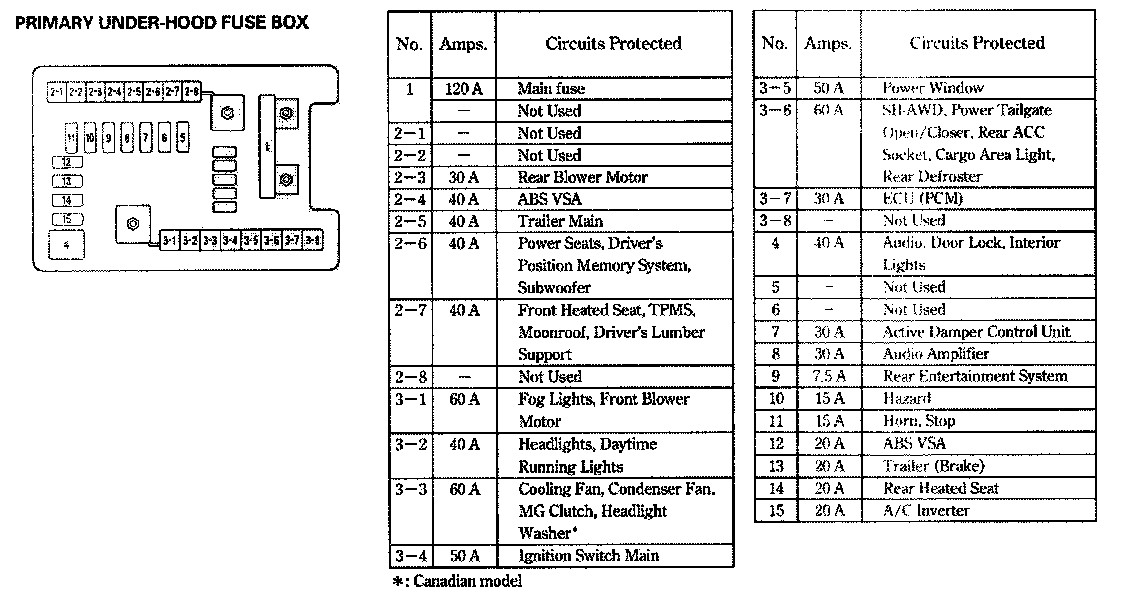 PRIMARY UNDER-HOOD FUSE BOX
2-1 2-2 2-3 2-4 2-5 2-6 2-7 2-8
11 10 9 8 7 6 5
1
12
13
14
15
4
3-1 3-2 3-3 3-4 3-5 3-6 3-7 3-8
No. Amps. Circuits Protected
1 120 A Main fuse
– Not Used
2-1 – Not Used
2-2 – Not Used
2-3 30 A Rear Blower Motor
2-4 40 A ABS VSA
2-5 40 A Trailer Main
2-6 40 A Power Seats, Driver's
Position Memory System,
Subwoofer
2-7 40 A Front Heated Seat, TPMS,
Moonroof, Driver's Lumber
Support
2-8 – Not Used
3-1 60 A Fog Lights, Front Blower
Motor
3-2 40 A Headlights, Daytime
Running Lights
3-3 60 A Cooling Fan, Condenser Fan.
MG Clutch, Headlight
Washer*
3-4 50 A Ignition Switch Main
*: Canadian model
No. Amps. Circuits Protected
3-5 50 A Power Window
3-6 60 A SH-AWD, Power Tailgate
Open/Closer, Rear ACC
Socket, Cargo Area Light,
Rear Defroster
3-7 30 A ECU (PCM)
3-8 – Not Used
4 40 A Audio, Door Lock, Interior
Lights
5 – Not Used
6 – Not Used
7 30 A Active Damper Control Unit
8 30 A Audio Amplifier
9 7.5 A Rear Entertainment System
10 15 A Hazard
11 15 A Horn, Stop
12 20 A ABS VSA
13 20 A Trailer (Brake)
14 20 A Rear Heated Seat
15 20 A A/C Inverter